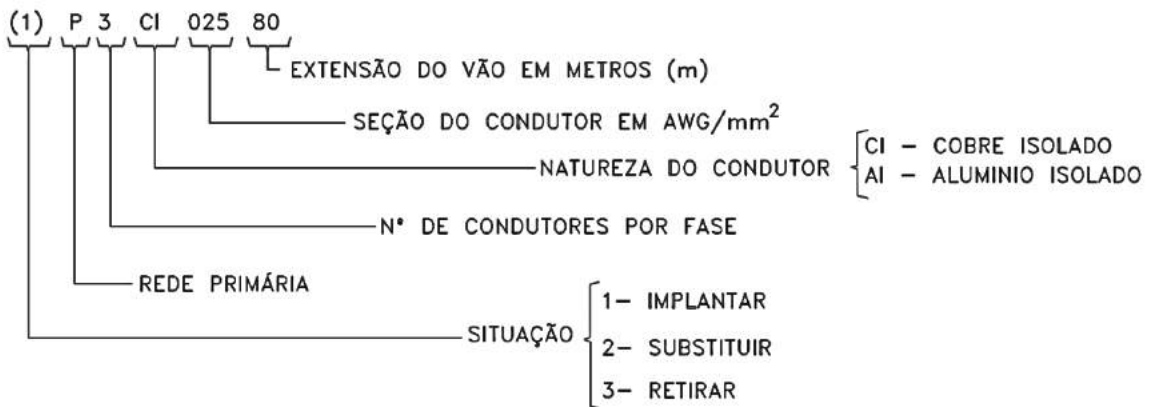 (1) P 3 CI 025 80
EXTENSÃO DO VÃO EM METROS (m)
SEÇÃO DO CONDUTOR EM AWG/mm²
NATUREZA DO CONDUTOR
CI – COBRE ISOLADO
AI – ALUMINIO ISOLADO
N° DE CONDUTORES POR FASE
REDE PRIMÁRIA
SITUAÇÃO
1– IMPLANTAR
2– SUBSTITUIR
3– RETIRAR